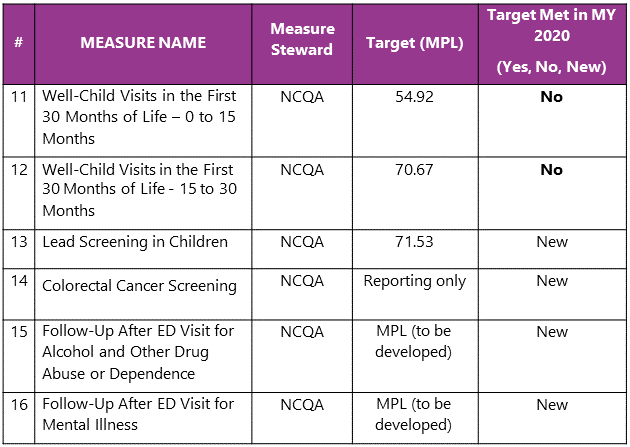 # MEASURE NAME Measure Steward Target (MPL) Target Met in MY 2020 (Yes, No, New)
11 Well-Child Visits in the First NCQA 54.92 No
30 Months of Life – 0 to 15
Months
12 Well-Child Visits in the First NCQA 70.67 No
30 Months of Life - 15 to 30
Months
13 Lead Screening in Children NCQA 71.53 New
14 Colorectal Cancer Screening NCQA Reporting only New
15 Follow-Up After ED Visit for NCQA MPL (to be New
Alcohol and Other Drug developed)
Abuse or Dependence
16 Follow-Up After ED Visit for NCQA MPL (to be New
Mental Illness developed)